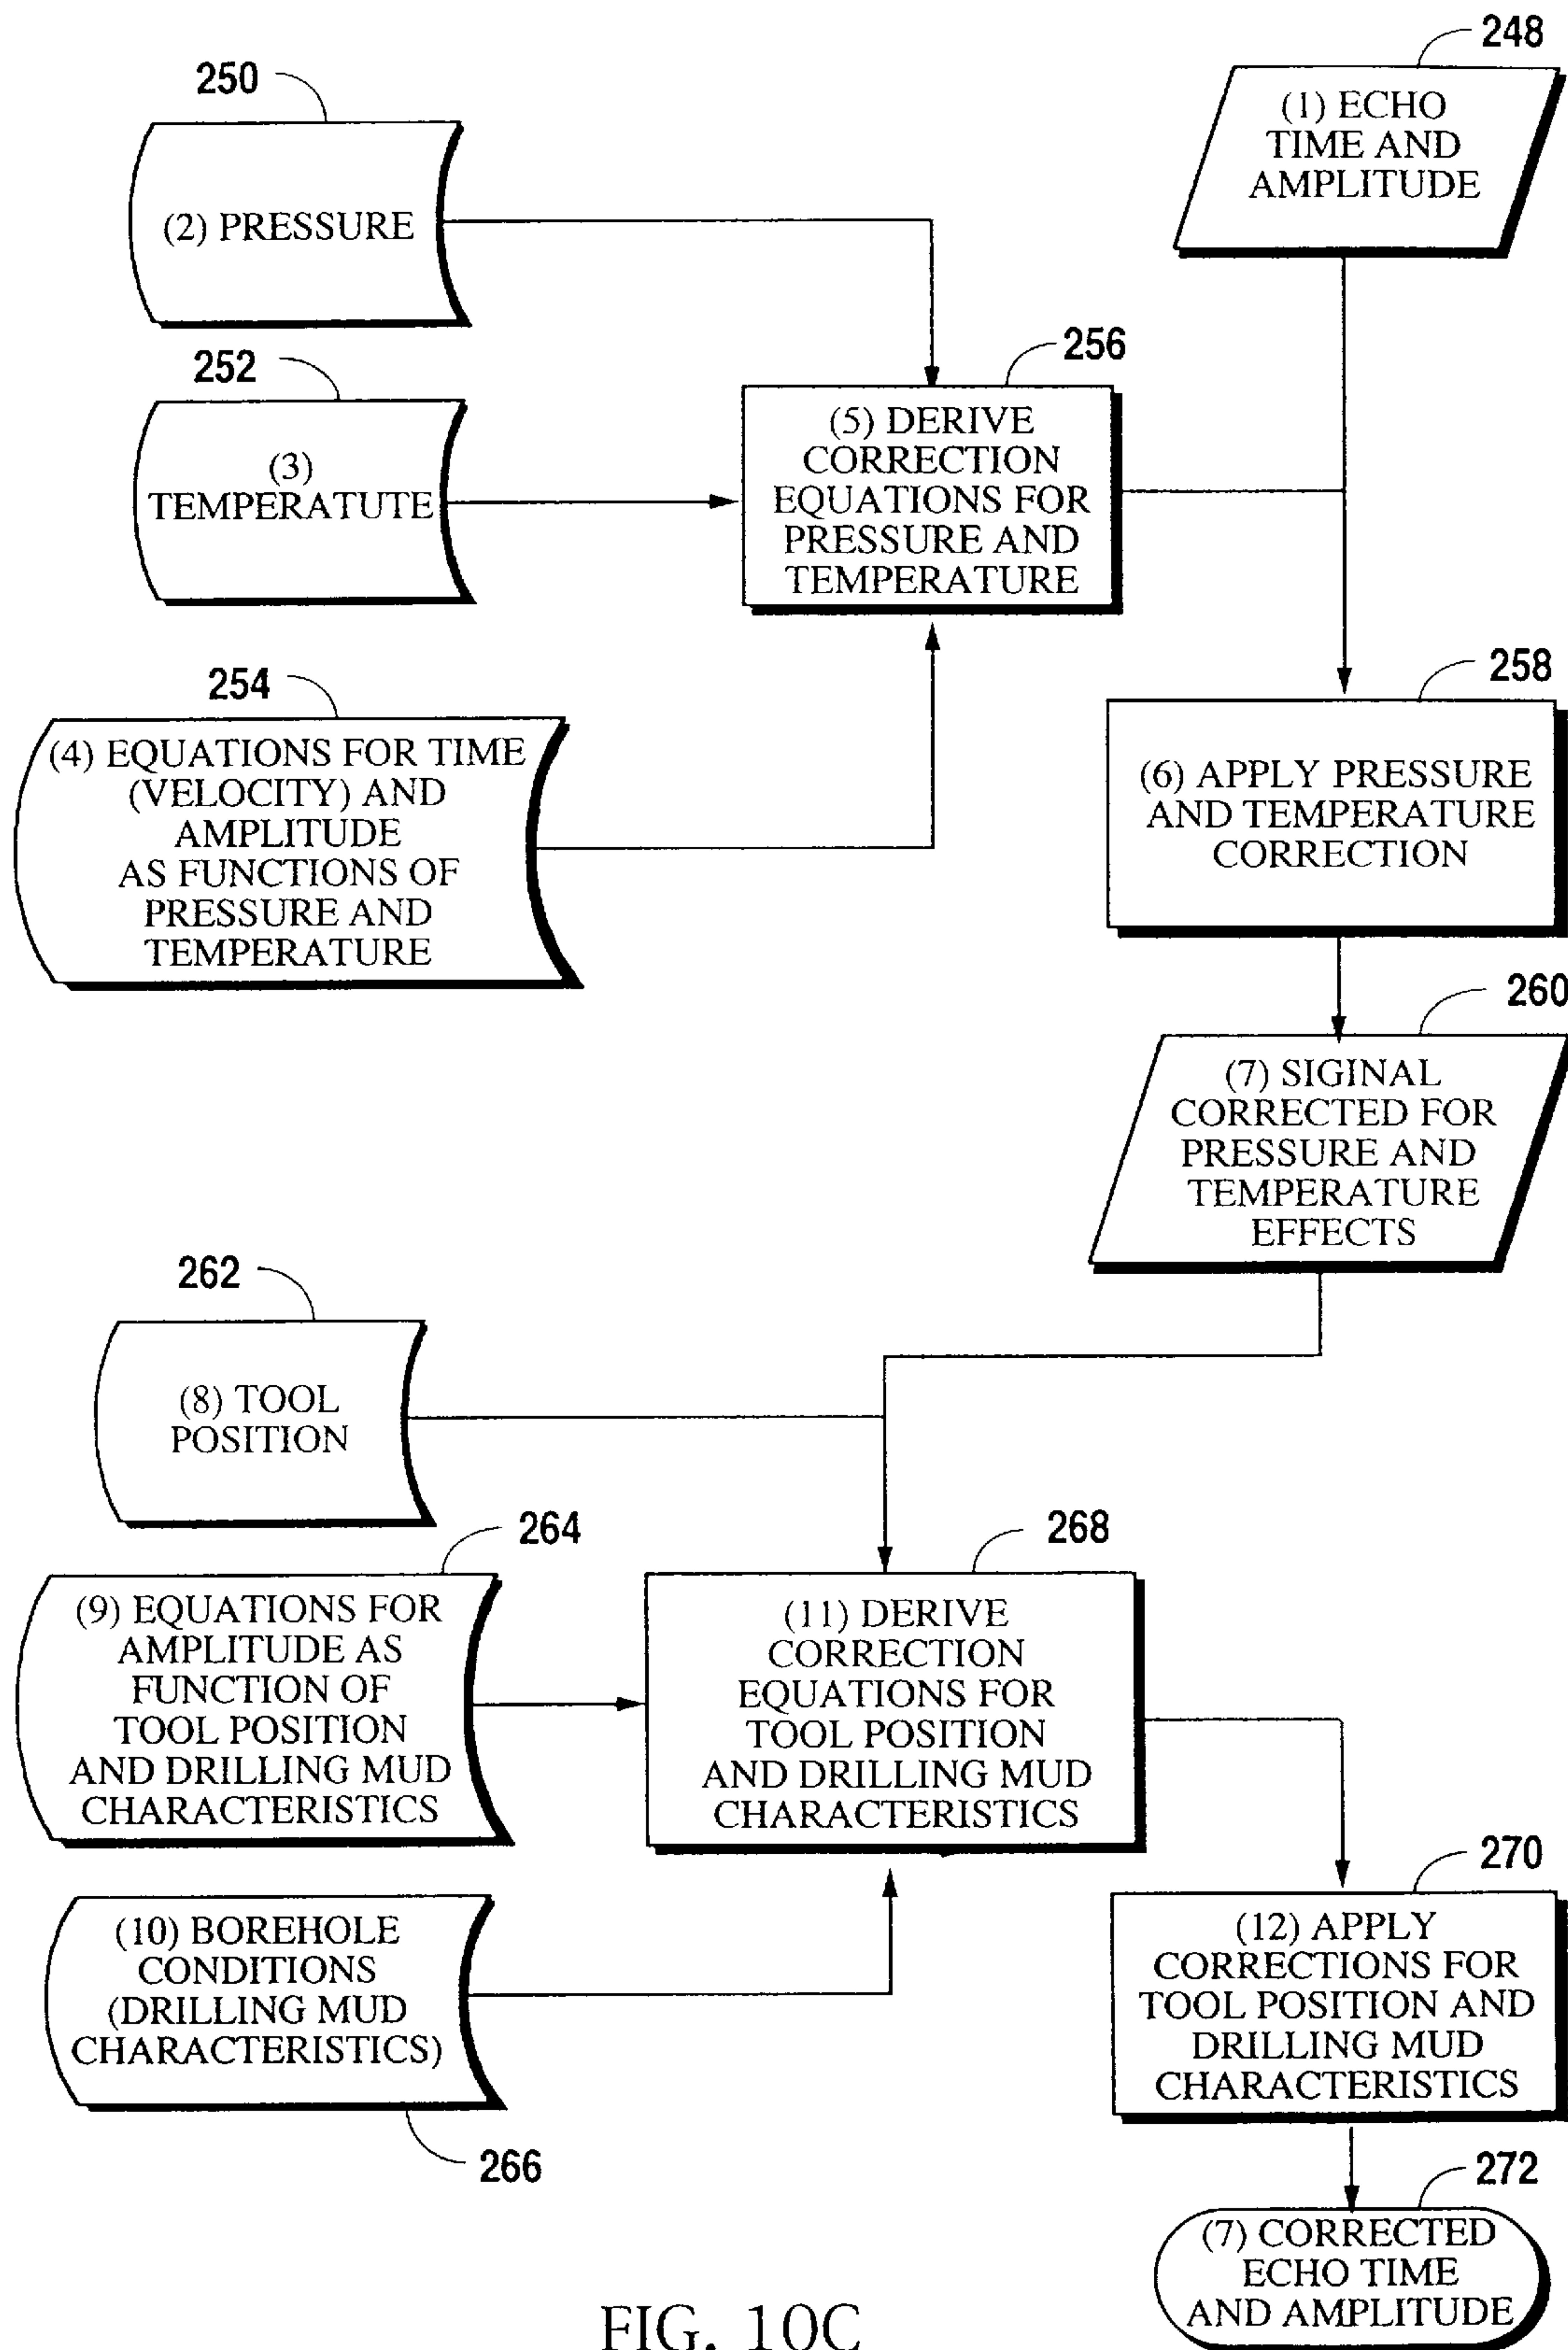 248
(1) ECHO
TIME AND
AMPLITUDE
250
(2) PRESSURE
252
(3)
TEMPERATUTE
256
(5) DERIVE
CORRECTION
EQUATIONS FOR
PRESSURE AND
TEMPERATURE
254
(4) EQUATIONS FOR TIME
(VELOCITY) AND
AMPLITUDE
AS FUNCTIONS OF
PRESSURE AND
TEMPERATURE
258
(6) APPLY PRESSURE
AND TEMPERATURE
CORRECTION
260
(7) SIGINAL
CORRECTED FOR
PRESSURE AND
TEMPERATURE
EFFECTS
262
(8) TOOL
POSITION
264
(9) EQUATIONS FOR
AMPLITUDE AS
FUNCTION OF
TOOL POSITION
AND DRILLING MUD
CHARACTERISTICS
268
(11) DERIVE
CORRECTION
EQUATIONS FOR
TOOL POSITION
AND DRILLING MUD
CHARACTERISTICS
(10) BOREHOLE
CONDITIONS
(DRILLING MUD
CHARACTERISTICS)
266
270
(12) APPLY
CORRECTIONS FOR
TOOL POSITION AND
DRILLING MUD
CHARACTERISTICS
272
(7) CORRECTED
ECHO TIME
AND AMPLITUDE
FIG. 10C